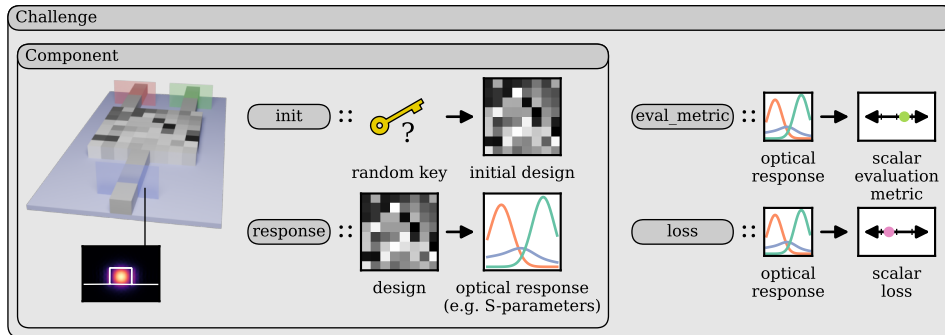 Challenge
Component
init
::
?
random key
initial design
response
::
design
optical response
(e.g. S-parameters)
eval_metric
::
optical
response
scalar
evaluation
metric
loss
::
optical
response
scalar
loss